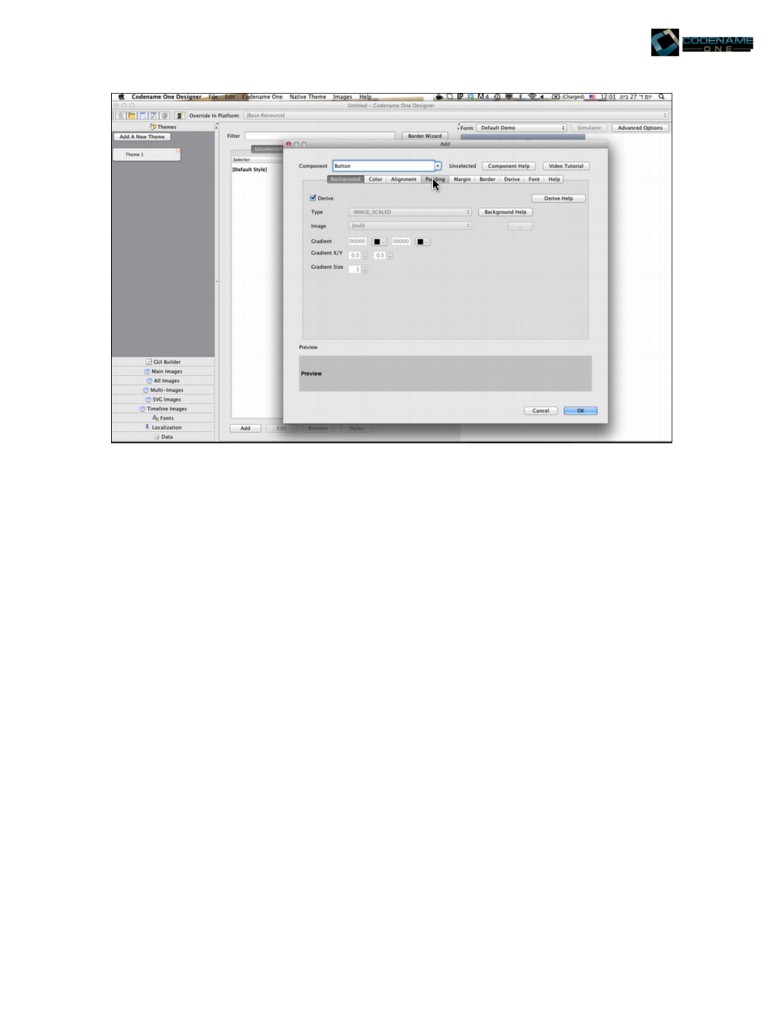 CODENAME
ONE
Codename One Designer File Edit Codename One Native Theme Images Help
(Charged) 12:01
Untitled - Codename One Designer
Override in Platform: [Base Resource]
Themes
Add A New Theme
Theme 1
Filter
Border Wizard
Form: Default Demo Simulator Advanced Options
Unselected
Selector
[Default Style]
Add
Component Button Unselected Component Help Video Tutorial
Background Color Alignment Padding Margin Border Derive Font Help
Derive Derive Help
Type IMAGE_SCALED Background Help
Image [null] ...
Gradient 00000 00000
Gradient X/Y 0.5 0.5
Gradient Size 1
Preview
Preview
Cancel OK
GUI Builder
Main Images
All Images
Multi-Images
SVG Images
Timeline Images
Fonts
Localization
Data
Add Edit Remove